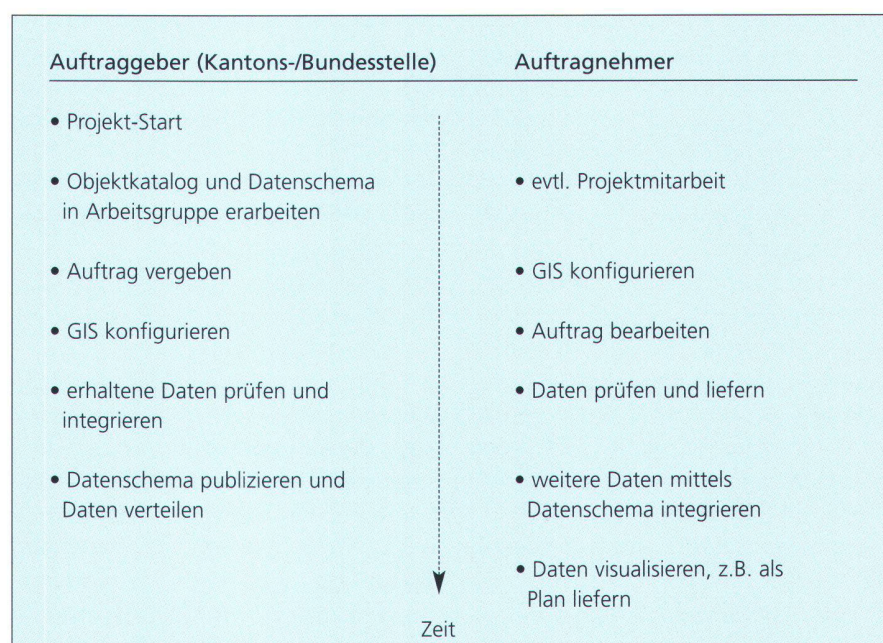 Auftraggeber (Kantons-/Bundesstelle)
• Projekt-Start
• Objektkatalog und Datenschema
in Arbeitsgruppe erarbeiten
• Auftrag vergeben
• GIS konfigurieren
• erhaltene Daten prüfen und
integrieren
• Datenschema publizieren und
Daten verteilen
Auftragnehmer
• evtl. Projektmitarbeit
• GIS konfigurieren
• Auftrag bearbeiten
• Daten prüfen und liefern
• weitere Daten mittels
Datenschema integrieren
• Daten visualisieren, z.B. als
Plan liefern
Zeit